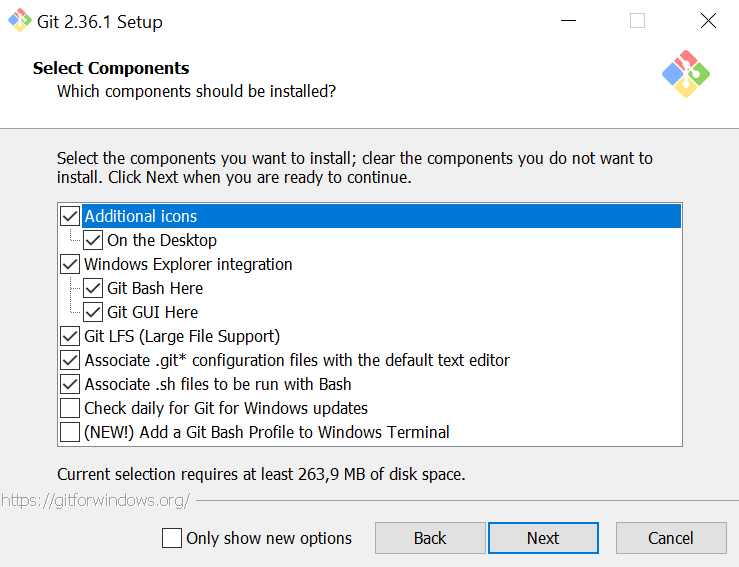 Git 2.36.1 Setup
Select Components
Which components should be installed?
Select the components you want to install; clear the components you do not want to
install. Click Next when you are ready to continue.
Additional icons
On the Desktop
Windows Explorer integration
Git Bash Here
Git GUI Here
Git LFS (Large File Support)
Associate .git* configuration files with the default text editor
Associate .sh files to be run with Bash
Check daily for Git for Windows updates
(NEW!) Add a Git Bash Profile to Windows Terminal
Current selection requires at least 263,9 MB of disk space.
https://gitforwindows.org/
Only show new options
Back
Next
Cancel